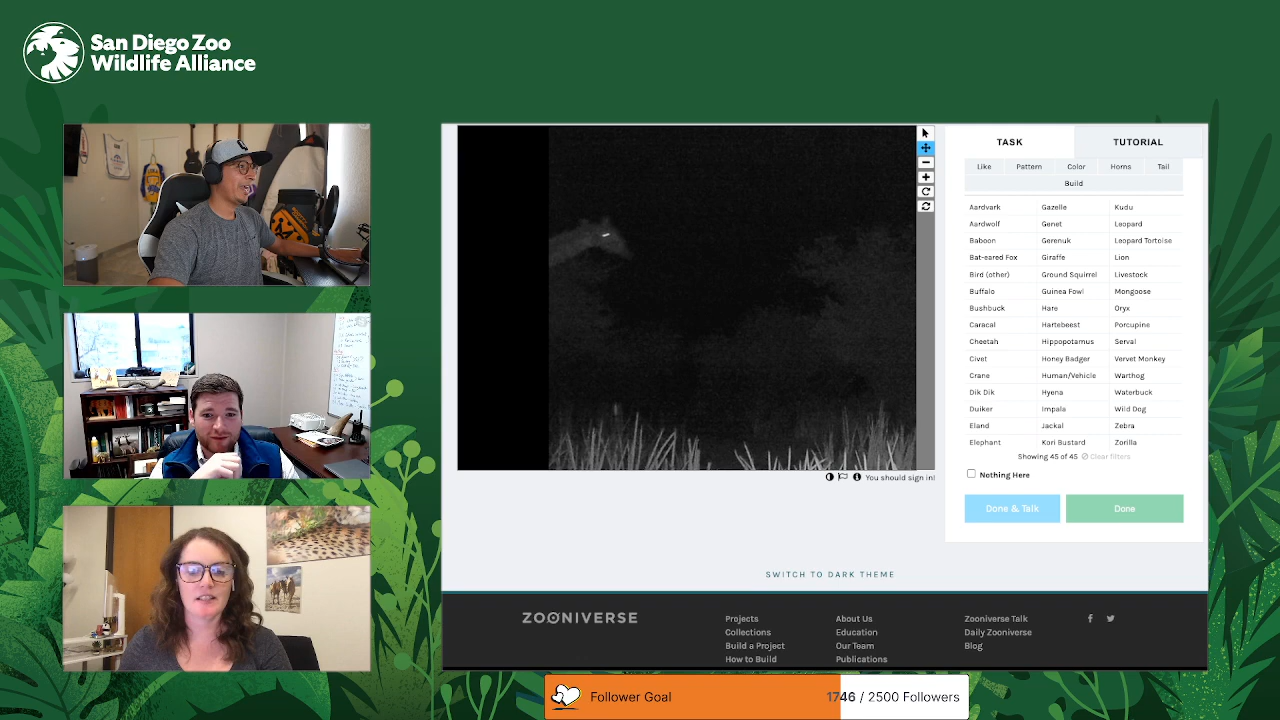 San Diego Zoo
Wildlife Alliance
TASK
TUTORIAL
Like
Pattern
Color
Horns
Tail
Build
Aardvark
Gazelle
Kudu
Aardwolf
Genet
Leopard
Baboon
Gerenuk
Leopard Tortoise
Bat-eared Fox
Giraffe
Lion
Bird (other)
Ground Squirrel
Livestock
Buffalo
Guinea Fowl
Mongoose
Bushbuck
Hare
Oryx
Caracal
Hartebeest
Porcupine
Cheetah
Hippopotamus
Serval
Civet
Honey Badger
Vervet Monkey
Crane
Human/Vehicle
Warthog
Dik Dik
Hyena
Waterbuck
Duiker
Impala
Wild Dog
Eland
Jackal
Zebra
Elephant
Kori Bustard
Zorilla
Showing 45 of 45
Clear filters
You should sign in!
Nothing Here
Done & Talk
Done
SWITCH TO DARK THEME
ZOONIVERSE
Projects
Collections
Build a Project
How to Build
About Us
Education
Our Team
Publications
Zooniverse Talk
Daily Zooniverse
Blog
Follower Goal
1746 / 2500 Followers